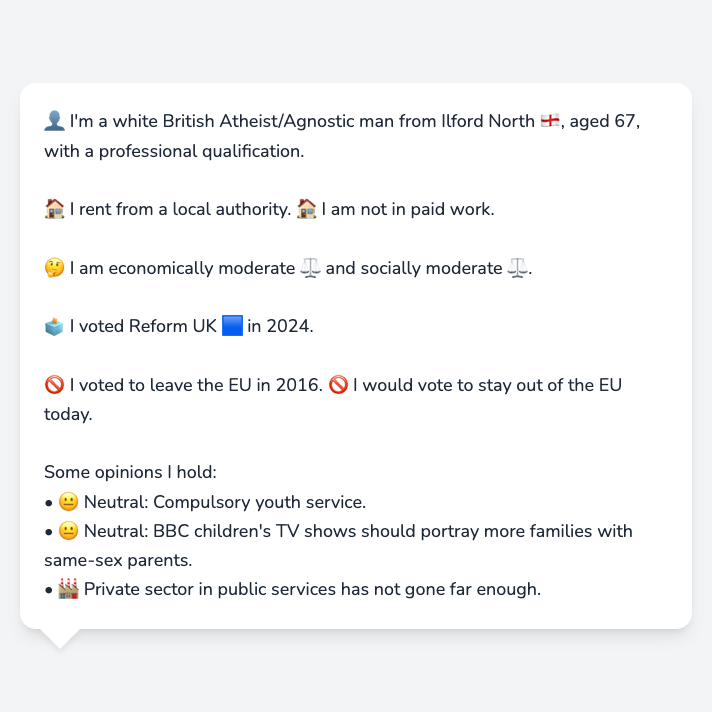 👤 I'm a white British Atheist/Agnostic man from Ilford North 🏴󠁧󠁢󠁥󠁮󠁧󠁿, aged 67,
with a professional qualification.
🏠 I rent from a local authority. 🏠 I am not in paid work.
🤔 I am economically moderate ⚖️ and socially moderate ⚖️.
🗳️ I voted Reform UK 🟦 in 2024.
🚫 I voted to leave the EU in 2016. 🚫 I would vote to stay out of the EU
today.
Some opinions I hold:
• 😐 Neutral: Compulsory youth service.
• 😐 Neutral: BBC children's TV shows should portray more families with
same-sex parents.
• 🏭 Private sector in public services has not gone far enough.